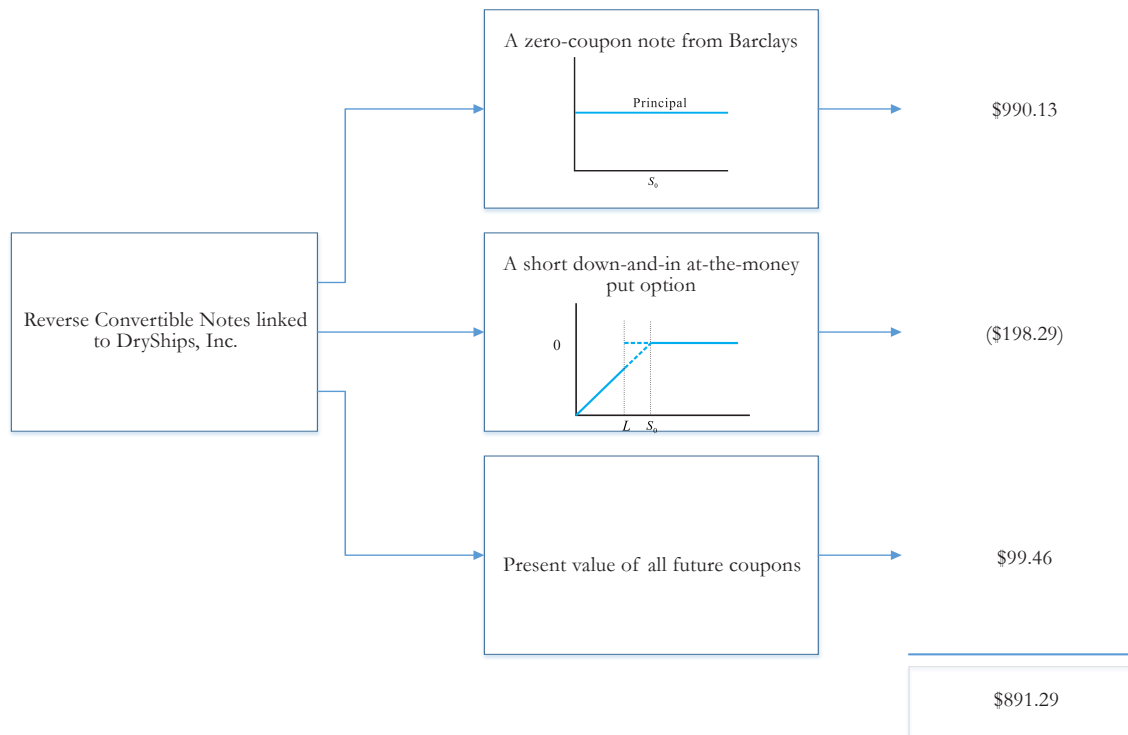 A zero-coupon note from Barclays
Principal
S₀
$990.13
Reverse Convertible Notes linked
to DryShips, Inc.
A short down-and-in at-the-money
put option
0
L
S₀
($198.29)
Present value of all future coupons
$99.46
$891.29